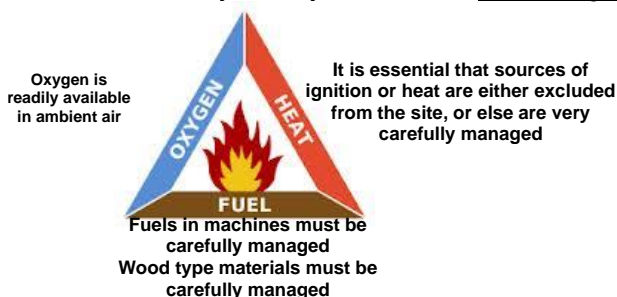 Oxygen is
readily available
in ambient air
OXYGEN
HEAT
It is essential that sources of
ignition or heat are either excluded
from the site, or else are very
carefully managed
FUEL
Fuels in machines must be
carefully managed
Wood type materials must be
carefully managed